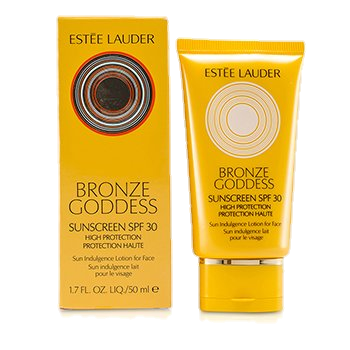 ESTĒE LAUDER
BRONZE
GODDESS
SUNSCREEN SPF 30
HIGH PROTECTION
PROTECTION HAUTE
Sun Indulgence Lotion for Face
Sun indulgence lait
pour le visage
1.7 FL. OZ. LIQ./50 ml ℮
ESTĒE LAUDER
BRONZE
GODDESS
SUNSCREEN SPF 30
HIGH PROTECTION
PROTECTION HAUTE
Sun Indulgence Lotion for Face
Sun indulgence lait
pour le visage